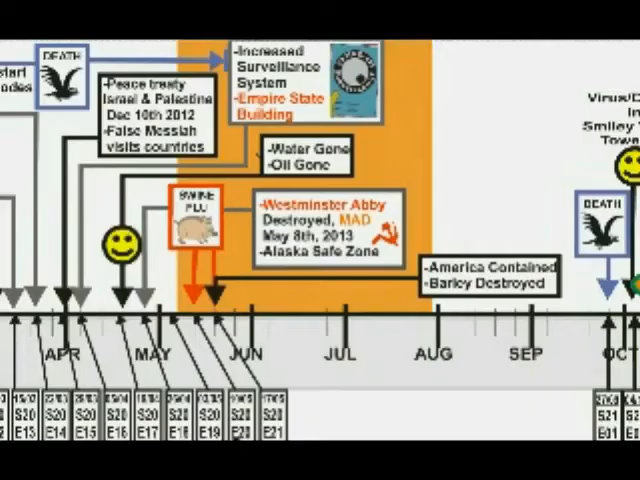 DEATH
start
odes
-Peace treaty
Israel & Palestine
Dec 10th 2012
-False Messiah
visits countries
-Increased
Surveillance
System
-Empire State
Building
-Water Gone
-Oil Gone
SWINE
FLU
-Westminster Abby
Destroyed, MAD
May 8th, 2013
-Alaska Safe Zone
-America Contained
-Barley Destroyed
Virus/D
In
Smiley
Towe
DEATH
APR MAY JUN JUL AUG SEP OCT
S20
E13
S20
E14
S20
E15
S20
E16
S20
E17
S20
E18
S20
E19
S20
E20
S20
E21
S21
E01